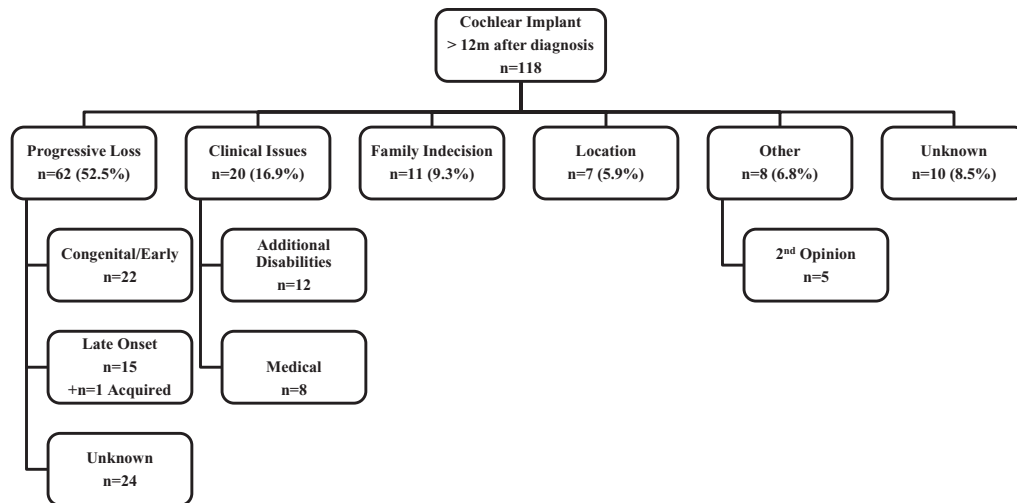 Cochlear Implant
> 12m after diagnosis
n=118
Progressive Loss
n=62 (52.5%)
Clinical Issues
n=20 (16.9%)
Family Indecision
n=11 (9.3%)
Location
n=7 (5.9%)
Other
n=8 (6.8%)
Unknown
n=10 (8.5%)
Congenital/Early
n=22
Late Onset
n=15
+n=1 Acquired
Unknown
n=24
Additional
Disabilities
n=12
Medical
n=8
2nd Opinion
n=5